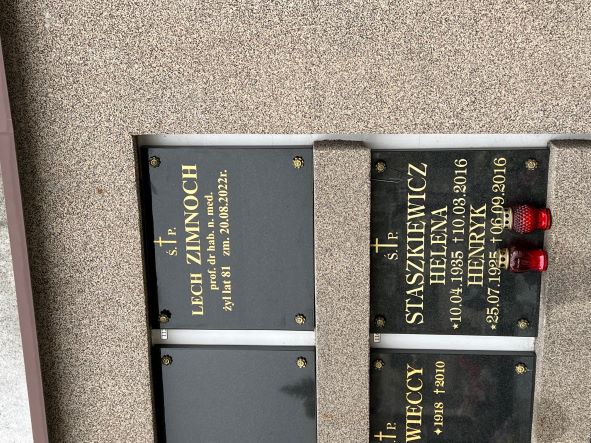 Ś. † P.
LECH ZIMNOCH
prof. dr hab. n. med.
żył lat 81 zm. 20.08.2022r.
Ś. † P.
STASZKIEWICZ
HELENA
*10.04.1935 †10.03.2016
HENRYK
*25.07.1935 †06.09.2016
† P.
WIECCY
*1918 †2010